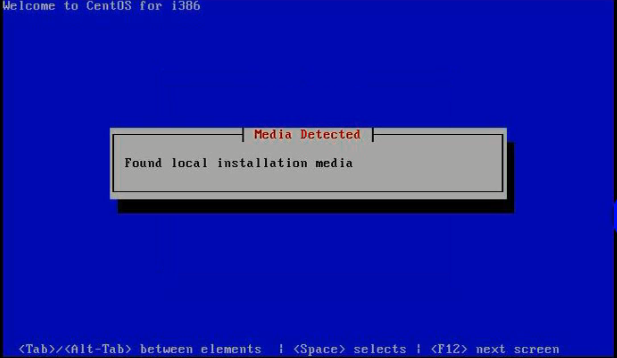 Welcome to CentOS for i386
Media Detected
Found local installation media
<Tab>/<Alt-Tab> between elements | <Space> selects | <F12> next screen